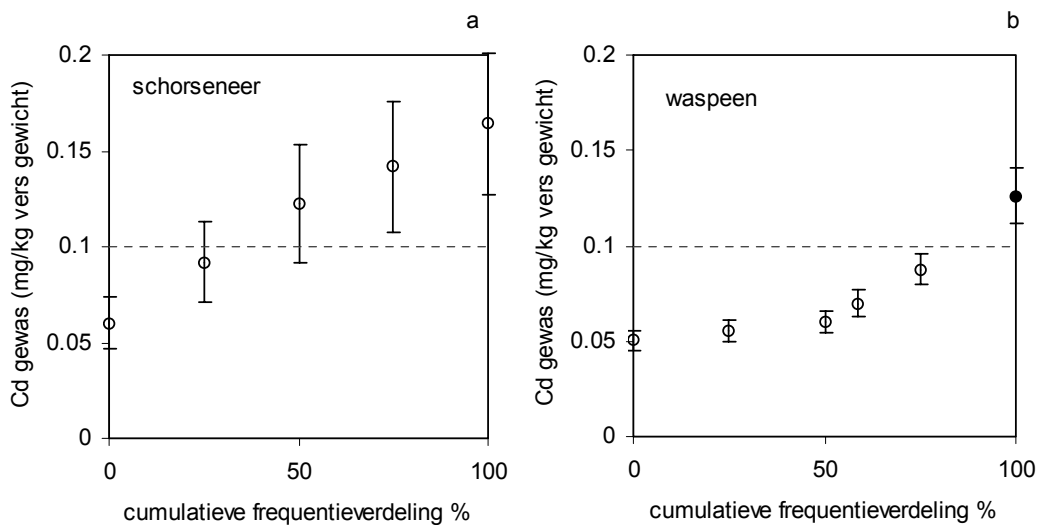 a
Cd gewas (mg/kg vers gewicht)
0.2
0.15
0.1
0.05
0
schorseneer
0
50
100
cumulatieve frequentieverdeling %
b
Cd gewas (mg/kg vers gewicht)
0.2
0.15
0.1
0.05
0
waspeen
0
50
100
cumulatieve frequentieverdeling %